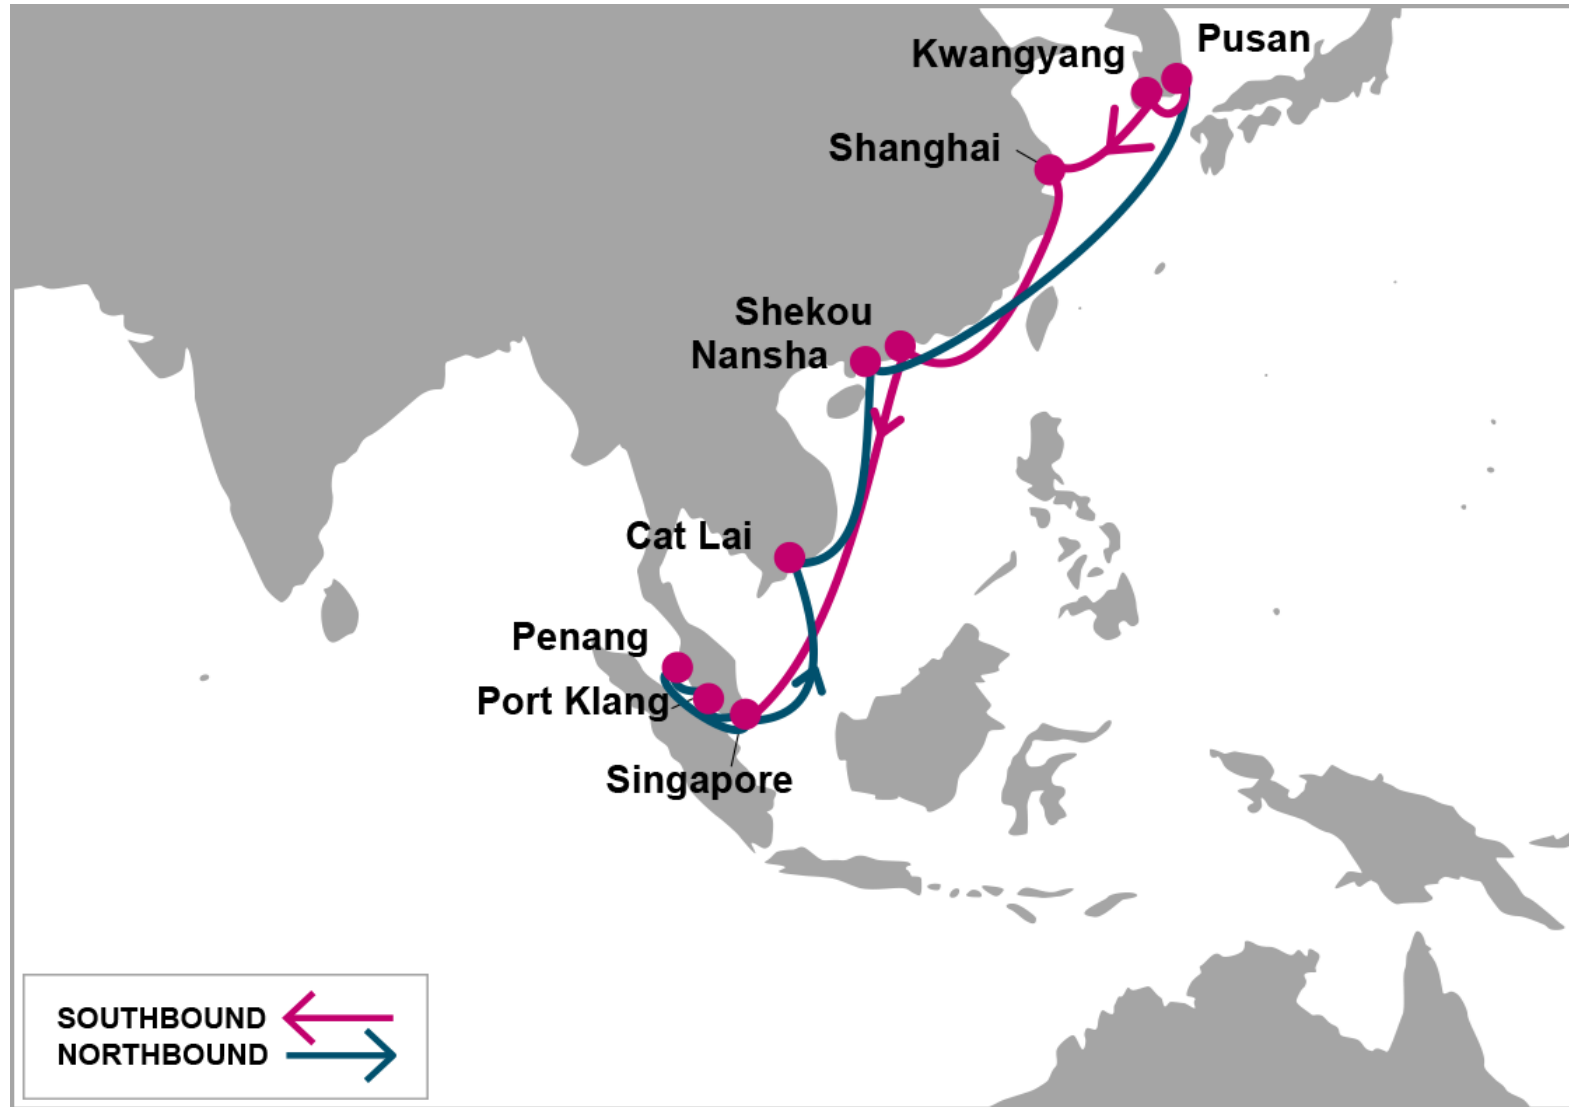 Pusan
Kwangyang
Shanghai
Shekou
Nansha
Cat Lai
Penang
Port Klang
Singapore
SOUTHBOUND
NORTHBOUND